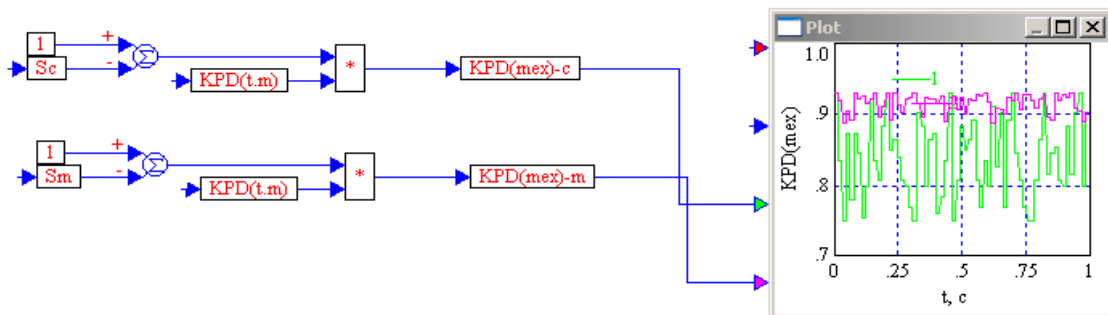 1
+
Sc
-
Σ
KPD(t.m)
*
KPD(mex)-c
1
+
Sm
-
Σ
KPD(t.m)
*
KPD(mex)-m
Plot
1.0
.9
.8
.7
KPD(mex)
1
0 .25 .5 .75 1
t, c